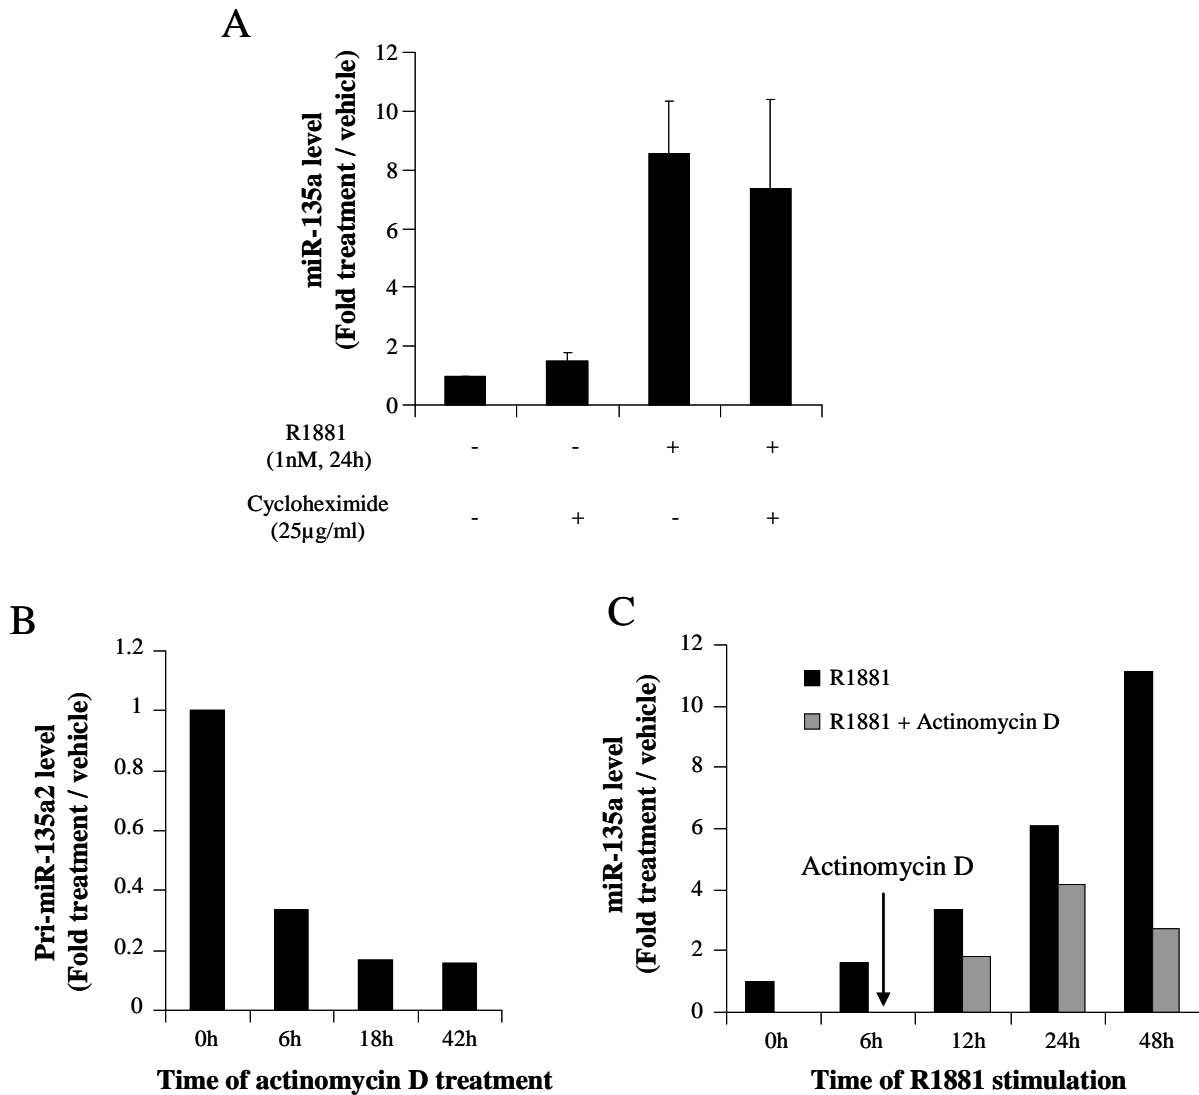 A
miR-135a level
(Fold treatment / vehicle)
12
10
8
6
4
2
0
R1881
(1nM, 24h)
- - + +
Cycloheximide
(25µg/ml)
- + - +
B
Pri-miR-135a2 level
(Fold treatment / vehicle)
1.2
1
0.8
0.6
0.4
0.2
0
0h 6h 18h 42h
Time of actinomycin D treatment
C
miR-135a level
(Fold treatment / vehicle)
12
10
8
6
4
2
0
R1881
R1881 + Actinomycin D
Actinomycin D
0h 6h 12h 24h 48h
Time of R1881 stimulation